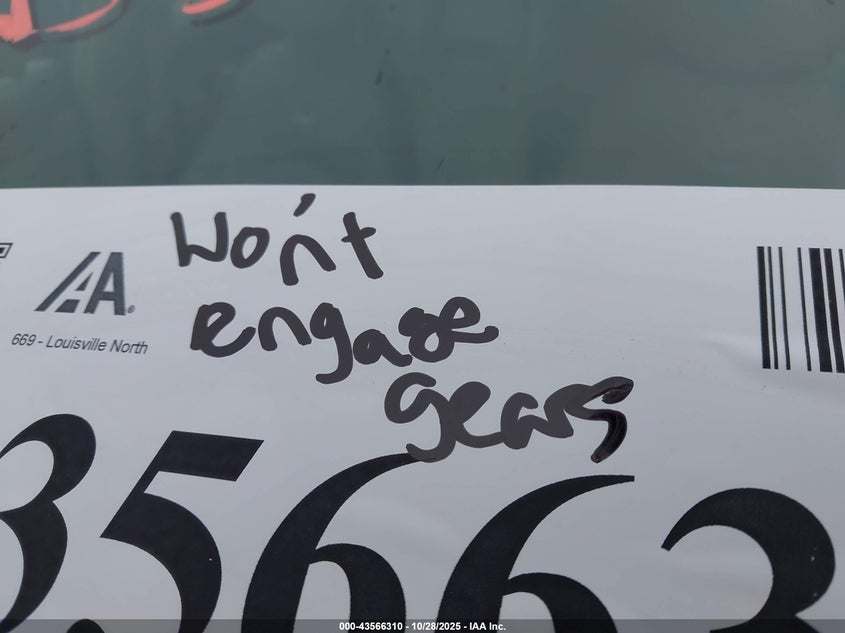 Won't
engage
gears
IAA®
669 - Louisville North
35663
000-43566310 | 10/28/2025 - IAA Inc.